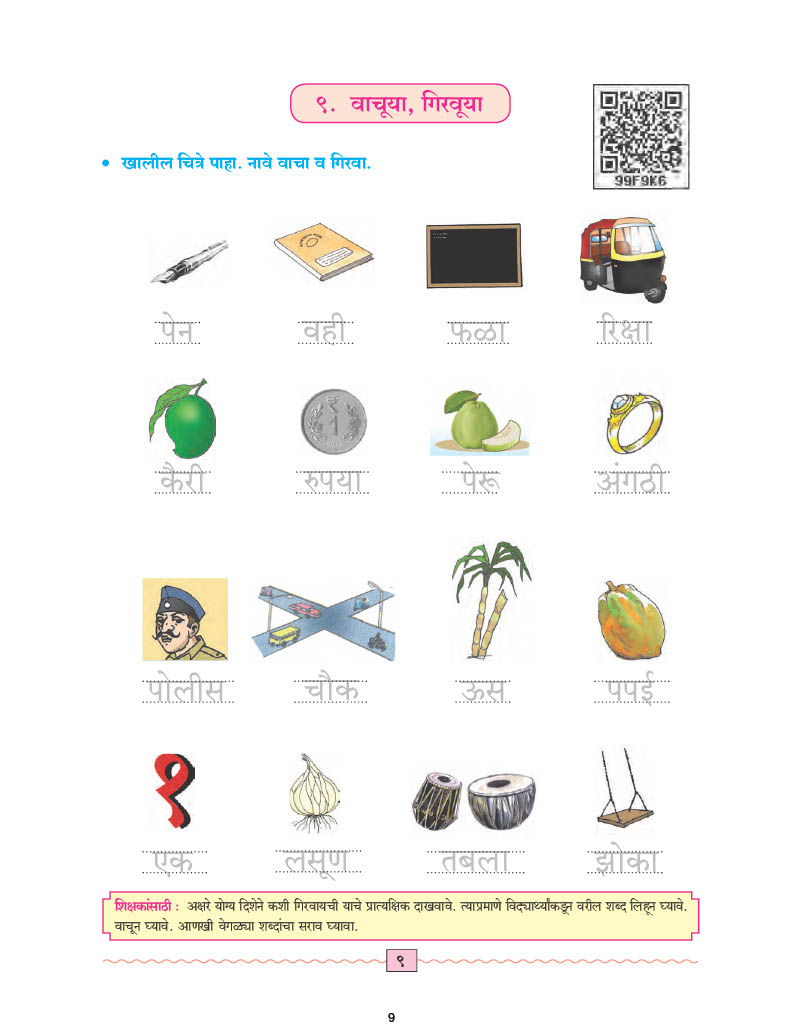 ९. वाचूया, गिरवूया
99F9K6
• खालील चित्रे पाहा. नावे वाचा व गिरवा.
पेन वही फळा रिक्षा
कैरी रुपया पेरू अंगठी
पोलीस चौक ऊस पपई
१
एक लसूण तबला झोका
शिक्षकांसाठी : अक्षरे योग्य दिशेने कशी गिरवायची याचे प्रात्यक्षिक दाखवावे. त्याप्रमाणे विद्यार्थ्यांकडून वरील शब्द लिहून घ्यावे.
वाचून घ्यावे. आणखी वेगळ्या शब्दांचा सराव घ्यावा.
९
9